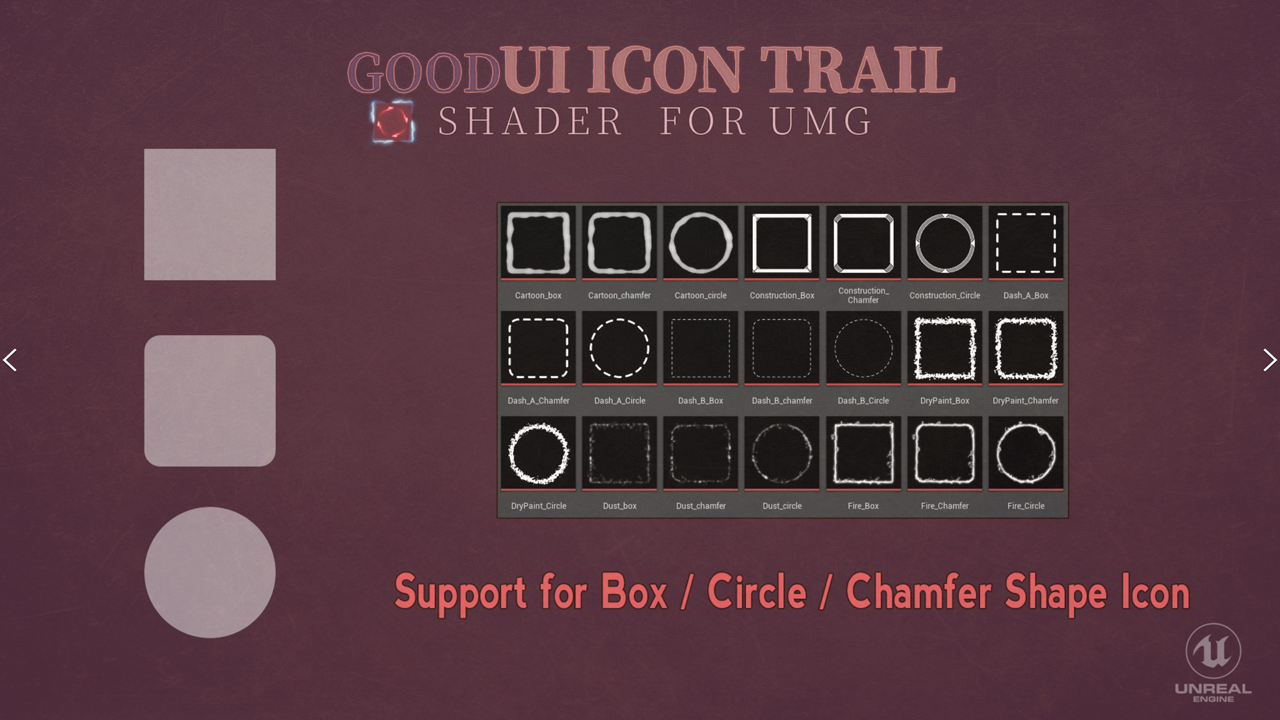 GOODUI ICON TRAIL
SHADER FOR UMG
Cartoon_box
Cartoon_chamfer
Cartoon_circle
Construction_Box
Construction_
Chamfer
Construction_Circle
Dash_A_Box
Dash_A_Chamfer
Dash_A_Circle
Dash_B_Box
Dash_B_chamfer
Dash_B_Circle
DryPaint_Box
DryPaint_Chamfer
DryPaint_Circle
Dust_box
Dust_chamfer
Dust_circle
Fire_Box
Fire_Chamfer
Fire_Circle
Support for Box / Circle / Chamfer Shape Icon
UNREAL
ENGINE